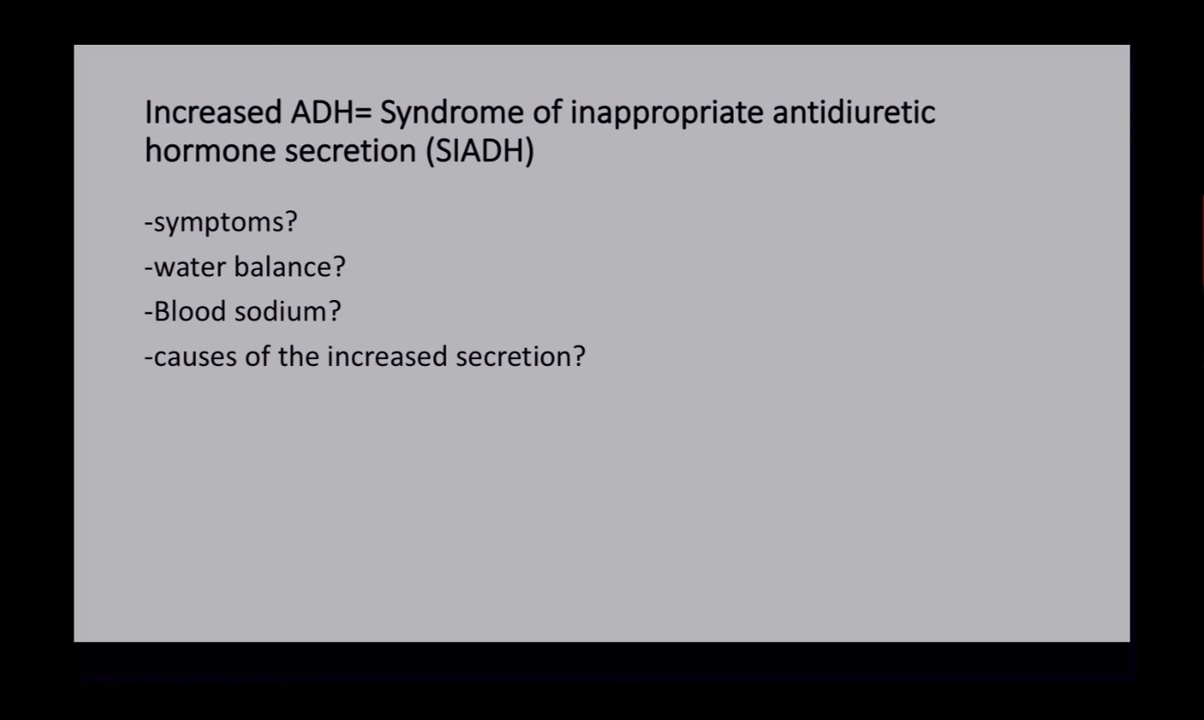 Increased ADH= Syndrome of inappropriate antidiuretic
hormone secretion (SIADH)
-symptoms?
-water balance?
-Blood sodium?
-causes of the increased secretion?